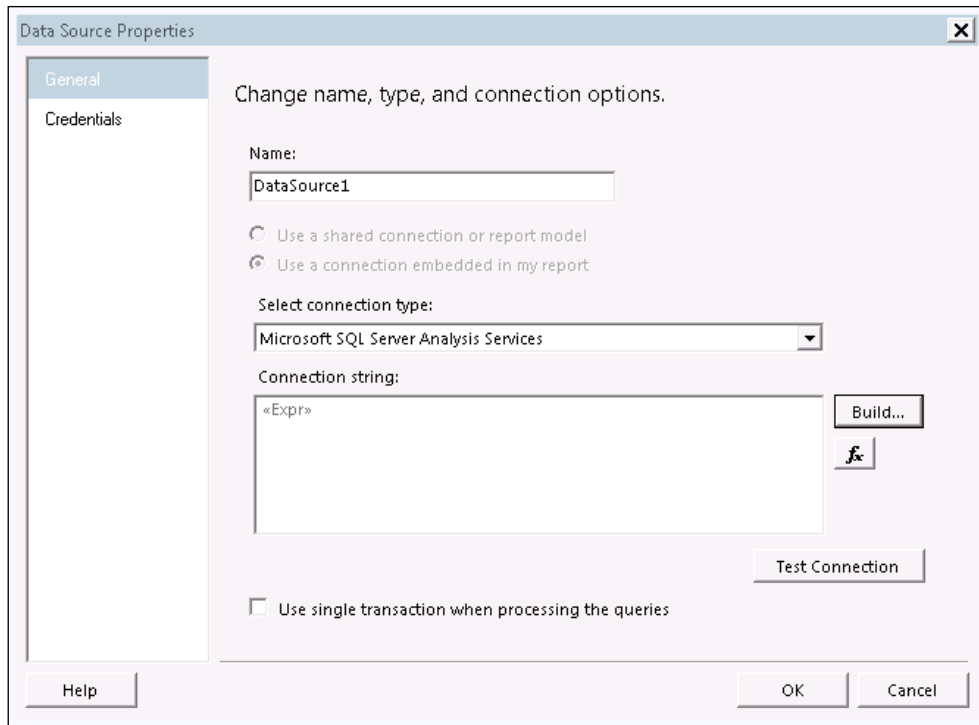 Data Source Properties
General
Credentials
Change name, type, and connection options.
Name:
DataSource1
Use a shared connection or report model
Use a connection embedded in my report
Select connection type:
Microsoft SQL Server Analysis Services
Connection string:
«Expr»
Build...
fx
Test Connection
Use single transaction when processing the queries
Help
OK
Cancel